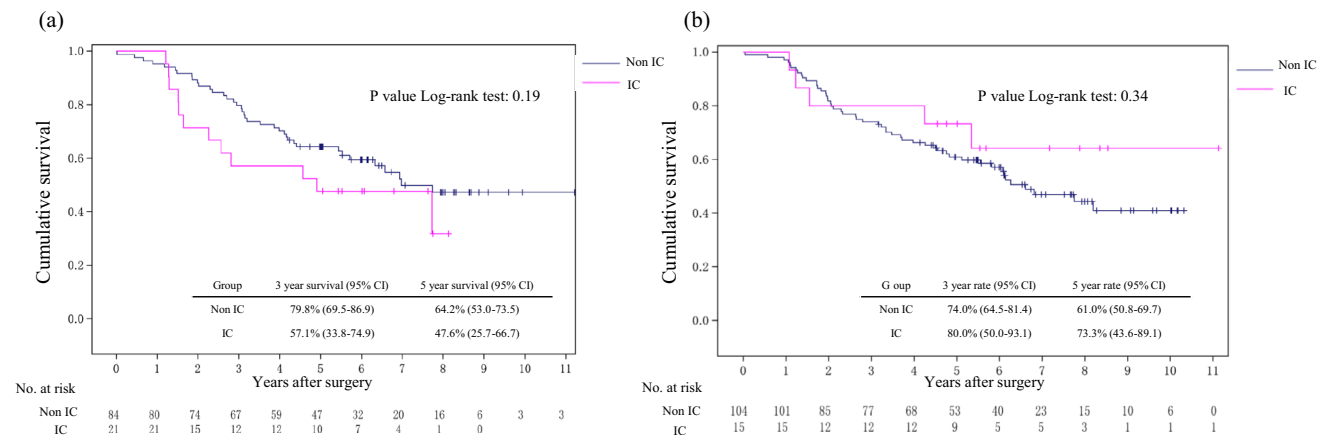 (a)
1.0
0.8
0.6
0.4
0.2
0.0
Cumulative survival
Non IC
IC
P value Log-rank test: 0.19
Group 3 year survival (95% CI) 5 year survival (95% CI)
Non IC 79.8% (69.5-86.9) 64.2% (53.0-73.5)
IC 57.1% (33.8-74.9) 47.6% (25.7-66.7)
0 1 2 3 4 5 6 7 8 9 10 11
Years after surgery
No. at risk
Non IC 84 80 74 67 59 47 32 20 16 6 3 3
IC 21 21 15 12 12 10 7 4 1 0
(b)
1.0
0.8
0.6
0.4
0.2
0.0
Cumulative survival
Non IC
IC
P value Log-rank test: 0.34
G oup 3 year rate (95% CI) 5 year rate (95% CI)
Non IC 74.0% (64.5-81.4) 61.0% (50.8-69.7)
IC 80.0% (50.0-93.1) 73.3% (43.6-89.1)
0 1 2 3 4 5 6 7 8 9 10 11
Years after surgery
No. at risk
Non IC 104 101 85 77 68 53 40 23 15 10 6 0
IC 15 15 12 12 12 9 5 5 3 1 1 1